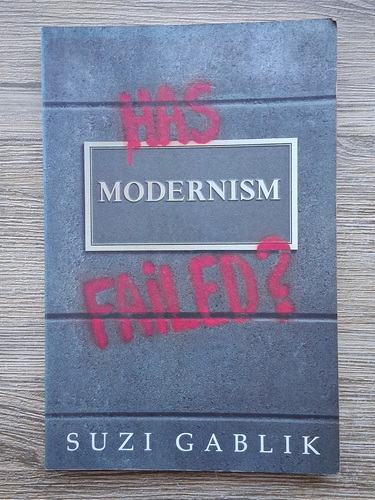 HAS
MODERNISM
FAiLED?
SUZI GABLIK